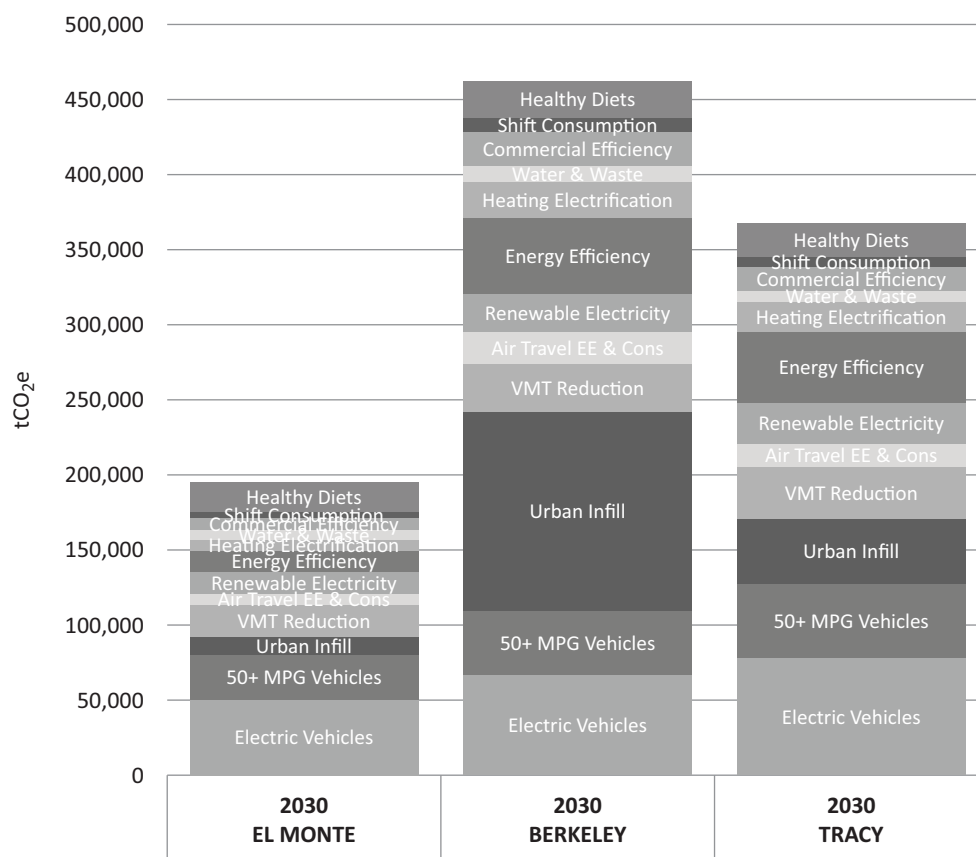 500,000
450,000
400,000
350,000
300,000
250,000
200,000
150,000
100,000
50,000
0
tCO₂e
Healthy Diets
Shift Consumption
Commercial Efficiency
Water & Waste
Heating Electrification
Energy Efficiency
Renewable Electricity
Air Travel EE & Cons
VMT Reduction
Urban Infill
50+ MPG Vehicles
Electric Vehicles
Healthy Diets
Shift Consumption
Commercial Efficiency
Water & Waste
Heating Electrification
Energy Efficiency
Renewable Electricity
Air Travel EE & Cons
VMT Reduction
Urban Infill
50+ MPG Vehicles
Electric Vehicles
Healthy Diets
Shift Consumption
Commercial Efficiency
Water & Waste
Heating Electrification
Energy Efficiency
Renewable Electricity
Air Travel EE & Cons
VMT Reduction
Urban Infill
50+ MPG Vehicles
Electric Vehicles
2030
EL MONTE
2030
BERKELEY
2030
TRACY